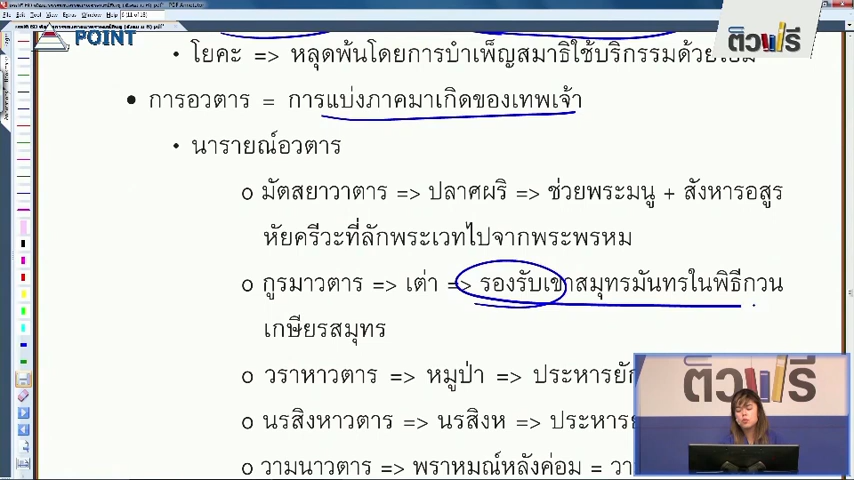 POINT
ติวฟรี
• โยคะ => หลุดพ้นโดยการบำเพ็ญสมาธิใช้บริกรรมด้วย
• การอวตาร = การแบ่งภาคมาเกิดของเทพเจ้า
• นารายณ์อวตาร
o มัตสยาวาตาร => ปลาศผริ => ช่วยพระมนู + สังหารอสูร
หัยครีวะที่ลักพระเวทไปจากพระพรหม
o กูรมาวตาร => เต่า => รองรับเขาสมุทรมันทรในพิธีกวน
เกษียรสมุทร
o วราหาวตาร => หมูป่า => ประหารยัก
o นรสิงหาวตาร => นรสิงห => ประหาร
o วามนาวตาร => พราหมณ์หลังค่อม = วา
ติวฟรี